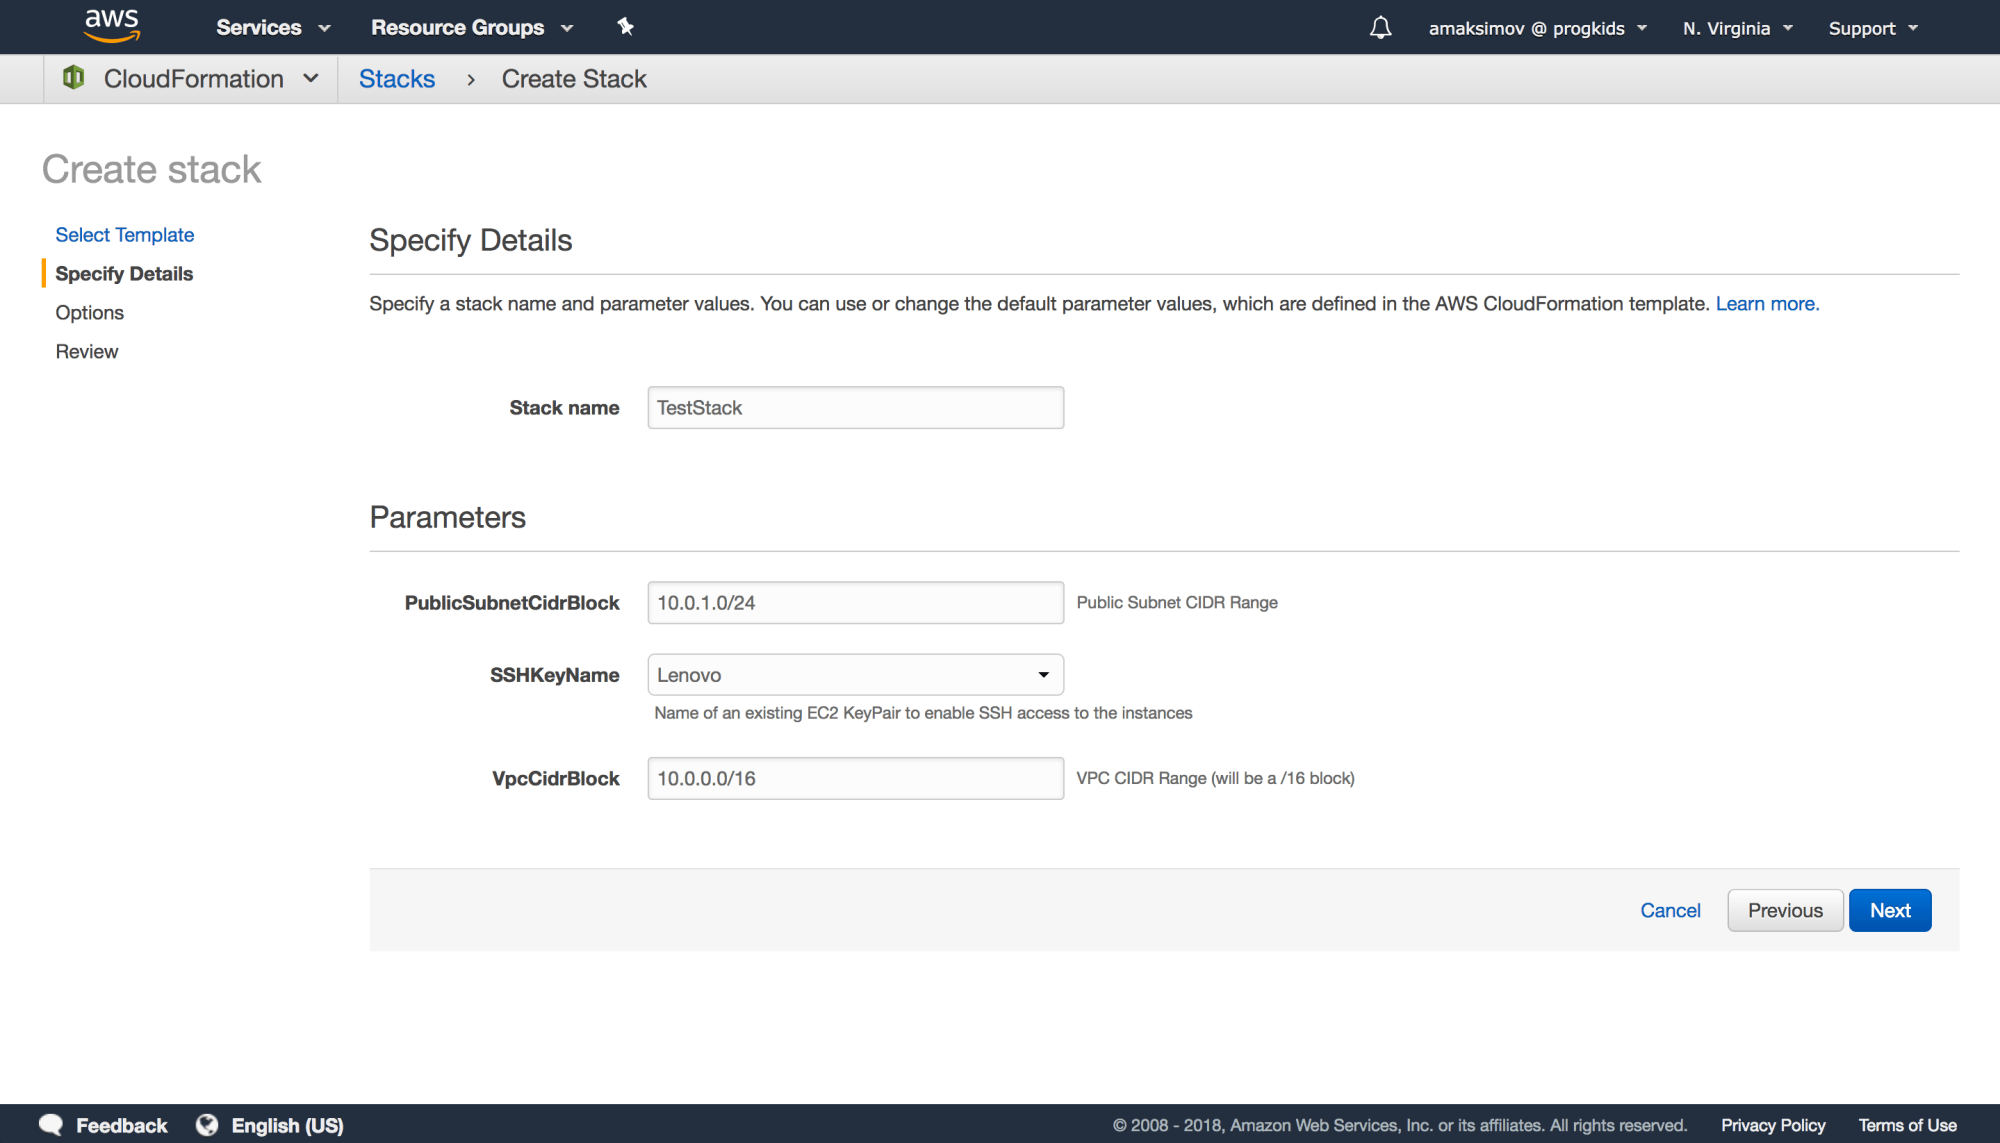 aws Services Resource Groups amaksimov @ progkids N. Virginia Support
CloudFormation Stacks › Create Stack
Create stack
Select Template
Specify Details
Options
Review
Specify Details
Specify a stack name and parameter values. You can use or change the default parameter values, which are defined in the AWS CloudFormation template. Learn more.
Stack name TestStack
Parameters
PublicSubnetCidrBlock 10.0.1.0/24 Public Subnet CIDR Range
SSHKeyName Lenovo
Name of an existing EC2 KeyPair to enable SSH access to the instances
VpcCidrBlock 10.0.0.0/16 VPC CIDR Range (will be a /16 block)
Cancel Previous Next
Feedback English (US) © 2008 - 2018, Amazon Web Services, Inc. or its affiliates. All rights reserved. Privacy Policy Terms of Use